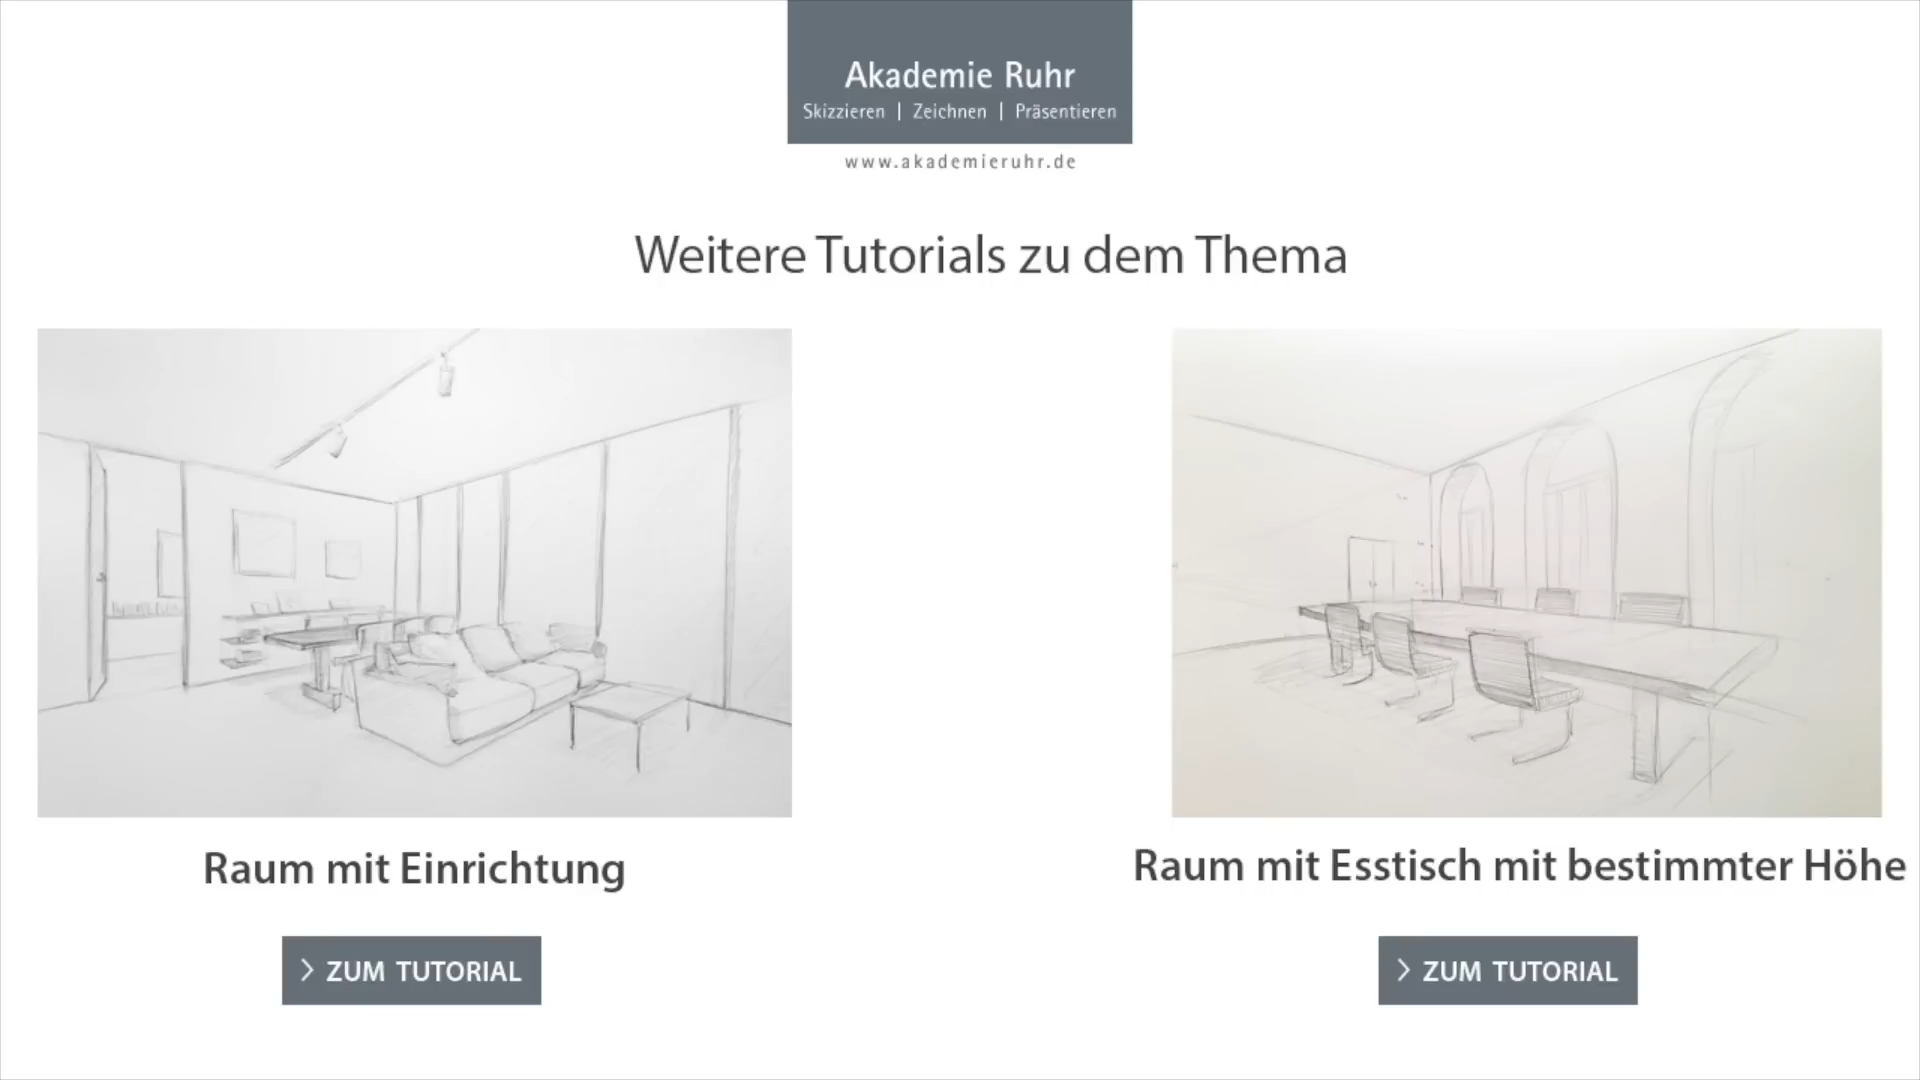 Akademie Ruhr
Skizzieren | Zeichnen | Präsentieren
www.akademieruhr.de
Weitere Tutorials zu dem Thema
Raum mit Einrichtung
Raum mit Esstisch mit bestimmter Höhe
> ZUM TUTORIAL
> ZUM TUTORIAL